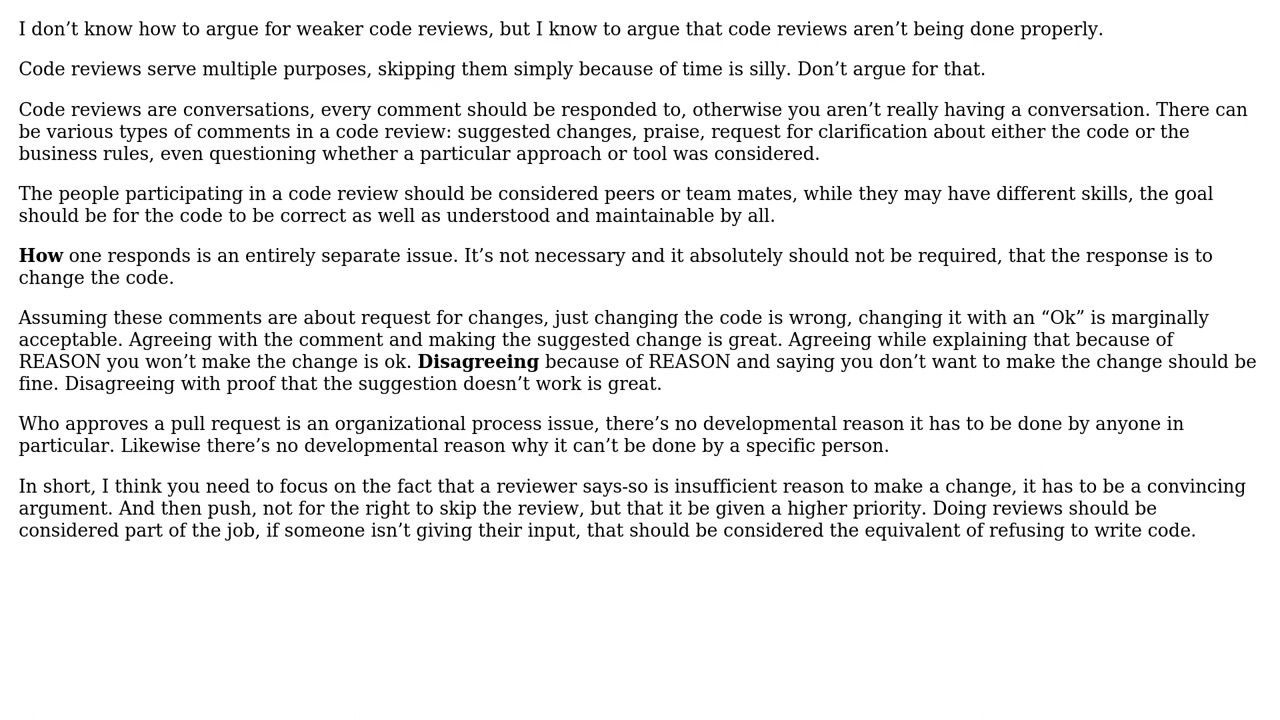 I don’t know how to argue for weaker code reviews, but I know to argue that code reviews aren’t being done properly.
Code reviews serve multiple purposes, skipping them simply because of time is silly. Don’t argue for that.
Code reviews are conversations, every comment should be responded to, otherwise you aren’t really having a conversation. There can
be various types of comments in a code review: suggested changes, praise, request for clarification about either the code or the
business rules, even questioning whether a particular approach or tool was considered.
The people participating in a code review should be considered peers or team mates, while they may have different skills, the goal
should be for the code to be correct as well as understood and maintainable by all.
How one responds is an entirely separate issue. It’s not necessary and it absolutely should not be required, that the response is to
change the code.
Assuming these comments are about request for changes, just changing the code is wrong, changing it with an “Ok” is marginally
acceptable. Agreeing with the comment and making the suggested change is great. Agreeing while explaining that because of
REASON you won’t make the change is ok. Disagreeing because of REASON and saying you don’t want to make the change should be
fine. Disagreeing with proof that the suggestion doesn’t work is great.
Who approves a pull request is an organizational process issue, there’s no developmental reason it has to be done by anyone in
particular. Likewise there’s no developmental reason why it can’t be done by a specific person.
In short, I think you need to focus on the fact that a reviewer says-so is insufficient reason to make a change, it has to be a convincing
argument. And then push, not for the right to skip the review, but that it be given a higher priority. Doing reviews should be
considered part of the job, if someone isn’t giving their input, that should be considered the equivalent of refusing to write code.